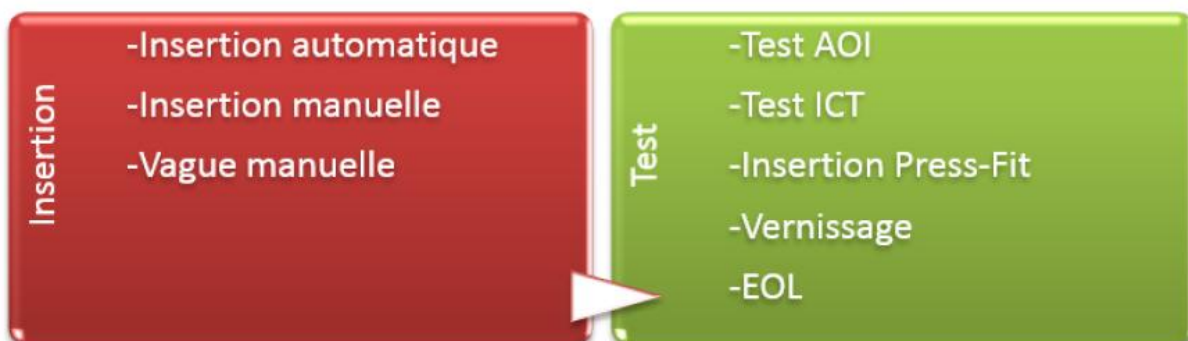 Insertion
-Insertion automatique
-Insertion manuelle
-Vague manuelle
Test
-Test AOI
-Test ICT
-Insertion Press-Fit
-Vernissage
-EOL